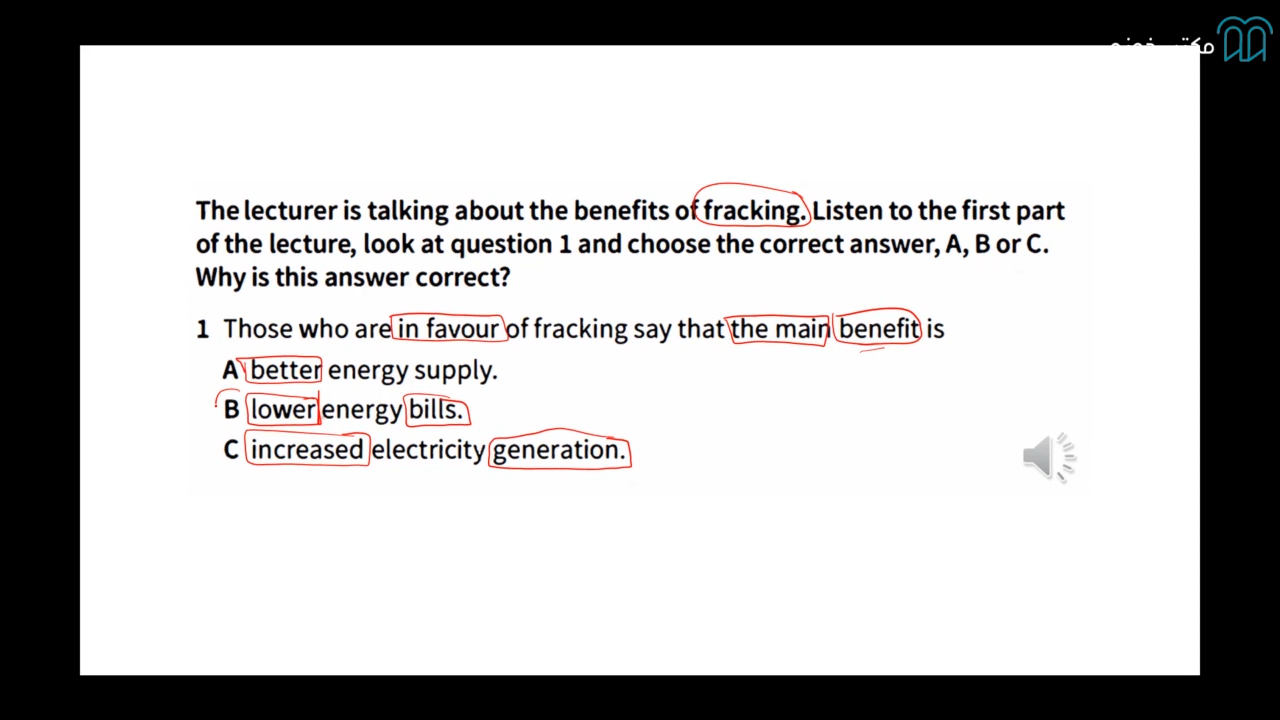 The lecturer is talking about the benefits of fracking. Listen to the first part
of the lecture, look at question 1 and choose the correct answer, A, B or C.
Why is this answer correct?
1 Those who are in favour of fracking say that the main benefit is
A better energy supply.
B lower energy bills.
C increased electricity generation.